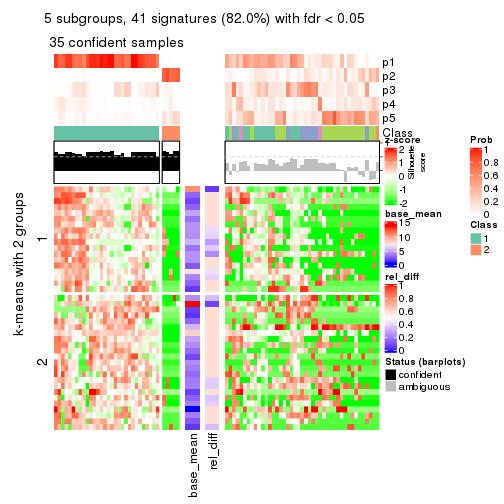 5 subgroups, 41 signatures (82.0%) with fdr < 0.05
35 confident samples
p1
p2
p3
p4
p5
Class
k-means with 2 groups
1
2
base_mean
rel_diff
z-score
2
1
0
-1
-2
Silhouette
score
base_mean
15
10
5
0
rel_diff
1
0.8
0.6
0.4
0.2
0
Status (barplots)
confident
ambiguous
Prob
1
0.8
0.6
0.4
0.2
0
Class
1
2